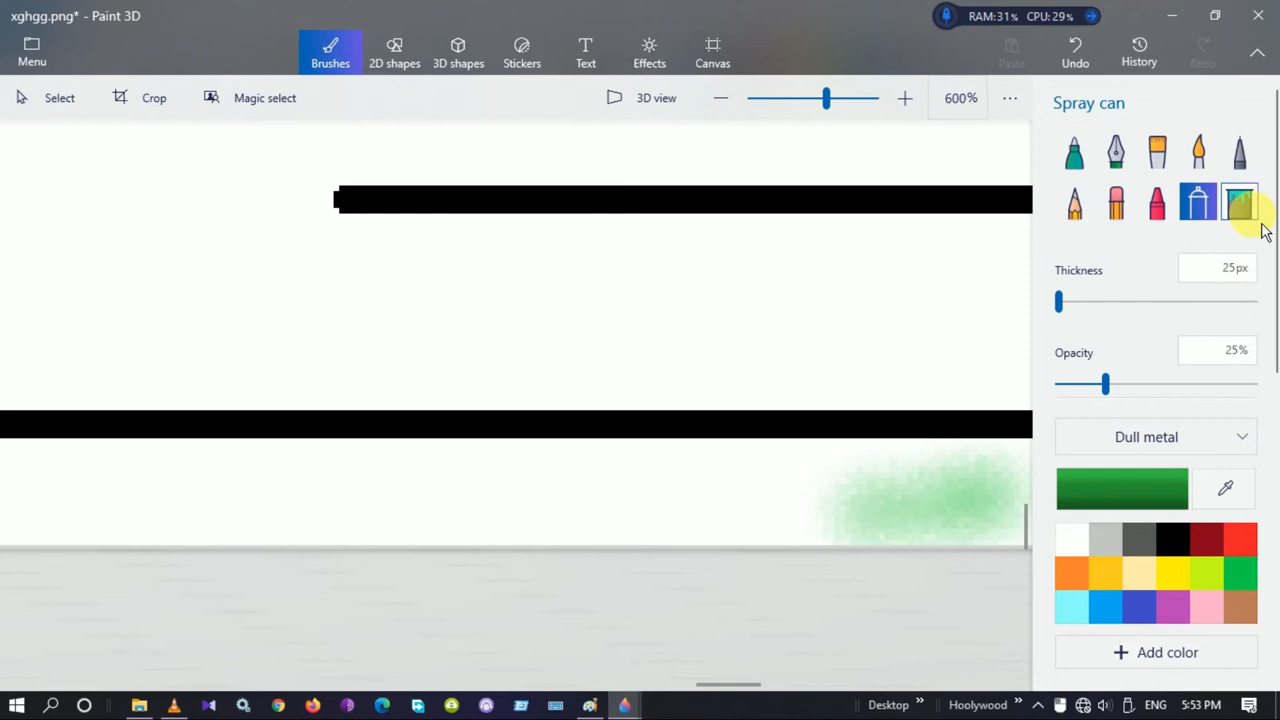 xghgg.png* - Paint 3D
RAM:31% CPU:29%
Menu
Brushes
2D shapes
3D shapes
Stickers
Text
Effects
Canvas
Paste
Undo
History
Redo
Select
Crop
Magic select
3D view
600%
Spray can
Thickness
25px
Opacity
25%
Dull metal
Add color
Desktop
Hoolywood
ENG
5:53 PM